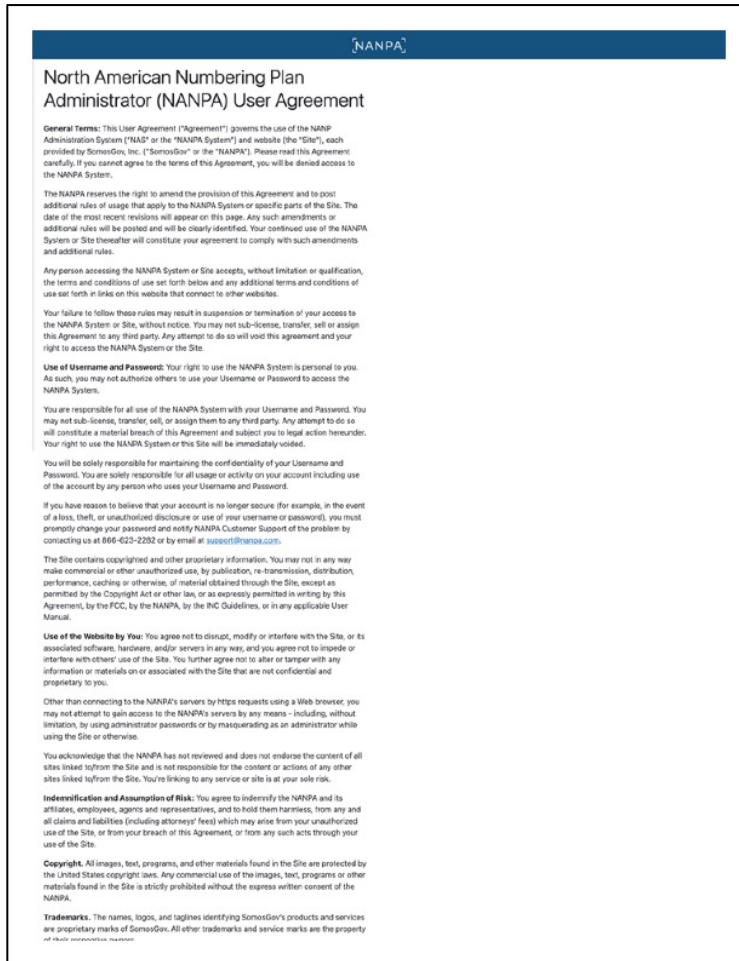 [NANPA]
North American Numbering Plan
Administrator (NANPA) User Agreement
General Terms: This User Agreement ("Agreement") governs the use of the NANP
Administration System ("NAS" or the "NANPA System") and website (the "Site"), each
provided by SomosGov, Inc. ("SomosGov" or the "NANPA"). Please read this Agreement
carefully. If you cannot agree to the terms of this Agreement, you will be denied access to
the NANPA System.
The NANPA reserves the right to amend the provision of this Agreement and to post
additional rules of usage that apply to the NANPA System or specific parts of the Site. The
date of the most recent revisions will appear on this page. Any such amendments or
additional rules will be posted and will be clearly identified. Your continued use of the NANPA
System or Site thereafter will constitute your agreement to comply with such amendments
and additional rules.
Any person accessing the NANPA System or Site accepts, without limitation or qualification,
the terms and conditions of use set forth below and any additional terms and conditions of
use set forth in links on this website that connect to other websites.
Your failure to follow these rules may result in suspension or termination of your access to
the NANPA System or Site, without notice. You may not sub-license, transfer, sell or assign
this Agreement to any third party. Any attempt to do so will void this agreement and your
right to access the NANPA System or the Site.
Use of Username and Password: Your right to use the NANPA System is personal to you.
As such, you may not authorize others to use your Username or Password to access the
NANPA System.
You are responsible for all use of the NANPA System with your Username and Password. You
may not sub-license, transfer, sell, or assign them to any third party. Any attempt to do so
will constitute a material breach of this Agreement and subject you to legal action hereunder.
Your right to use the NANPA System or this Site will be immediately voided.
You will be solely responsible for maintaining the confidentiality of your Username and
Password. You are solely responsible for all usage or activity on your account including use
of the account by any person who uses your Username and Password.
If you have reason to believe that your account is no longer secure (for example, in the event
of a loss, theft, or unauthorized disclosure or use of your username or password), you must
promptly change your password and notify NANPA Customer Support of the problem by
contacting us at 866-623-2282 or by email at support@nanpa.com.
The Site contains copyrighted and other proprietary information. You may not in any way
make commercial or other unauthorized use, by publication, re-transmission, distribution,
performance, caching or otherwise, of material obtained through the Site, except as
permitted by the Copyright Act or other law, or as expressly permitted in writing by this
Agreement, by the FCC, by the NANPA, by the INC Guidelines, or in any applicable User
Manual.
Use of the Website by You: You agree not to disrupt, modify or interfere with the Site, or its
associated software, hardware, and/or servers in any way, and you agree not to impede or
interfere with others' use of the Site. You further agree not to alter or tamper with any
information or materials on or associated with the Site that are not confidential and
proprietary to you.
Other than connecting to the NANPA's servers by https requests using a Web browser, you
may not attempt to gain access to the NANPA's servers by any means - including, without
limitation, by using administrator passwords or by masquerading as an administrator while
using the Site or otherwise.
You acknowledge that the NANPA has not reviewed and does not endorse the content of all
sites linked to/from the Site and is not responsible for the content or actions of any other
sites linked to/from the Site. You're linking to any service or site is at your sole risk.
Indemnification and Assumption of Risk: You agree to indemnify the NANPA and its
affiliates, employees, agents and representatives, and to hold them harmless, from any and
all claims and liabilities (including attorneys' fees) which may arise from your unauthorized
use of the Site, or from your breach of this Agreement, or from any such acts through your
use of the Site.
Copyright. All images, text, programs, and other materials found in the Site are protected by
the United States copyright laws. Any commercial use of the images, text, programs or other
materials found in the Site is strictly prohibited without the express written consent of the
NANPA.
Trademarks. The names, logos, and taglines identifying SomosGov's products and services
are proprietary marks of SomosGov. All other trademarks and service marks are the property
of their respective owners.